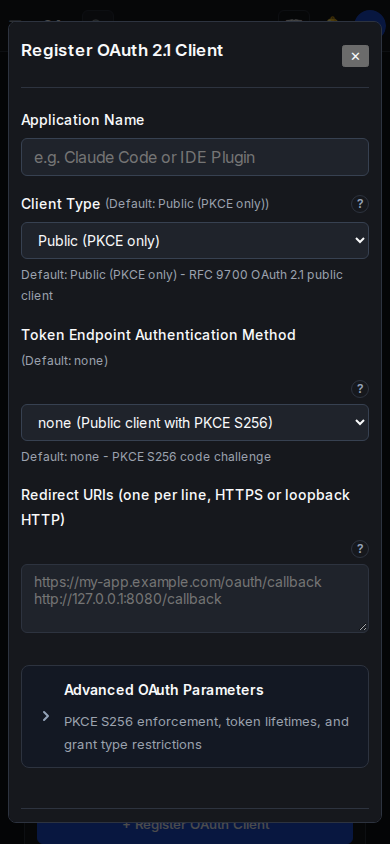 Register OAuth 2.1 Client
×
Application Name
e.g. Claude Code or IDE Plugin
Client Type (Default: Public (PKCE only))
?
Public (PKCE only)
Default: Public (PKCE only) - RFC 9700 OAuth 2.1 public
client
Token Endpoint Authentication Method
(Default: none)
?
none (Public client with PKCE S256)
Default: none - PKCE S256 code challenge
Redirect URIs (one per line, HTTPS or loopback
HTTP)
?
https://my-app.example.com/oauth/callback
http://127.0.0.1:8080/callback
Advanced OAuth Parameters
PKCE S256 enforcement, token lifetimes, and
grant type restrictions
+ Register OAuth Client